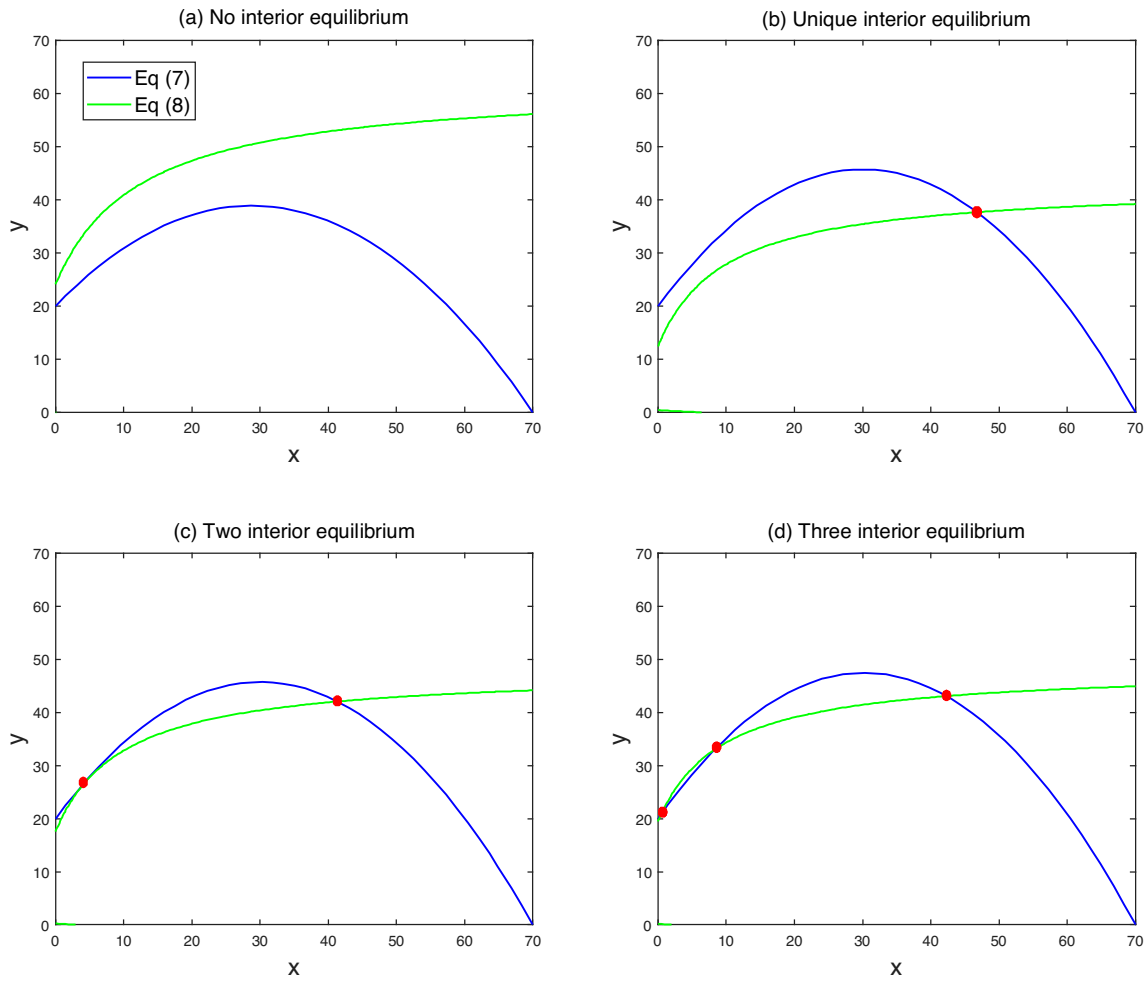 (a) No interior equilibrium
70
60
50
40
30
20
10
0
y
Eq (7)
Eq (8)
0 10 20 30 40 50 60 70
x
(b) Unique interior equilibrium
70
60
50
40
30
20
10
0
y
0 10 20 30 40 50 60 70
x
(c) Two interior equilibrium
70
60
50
40
30
20
10
0
y
0 10 20 30 40 50 60 70
x
(d) Three interior equilibrium
70
60
50
40
30
20
10
0
y
0 10 20 30 40 50 60 70
x